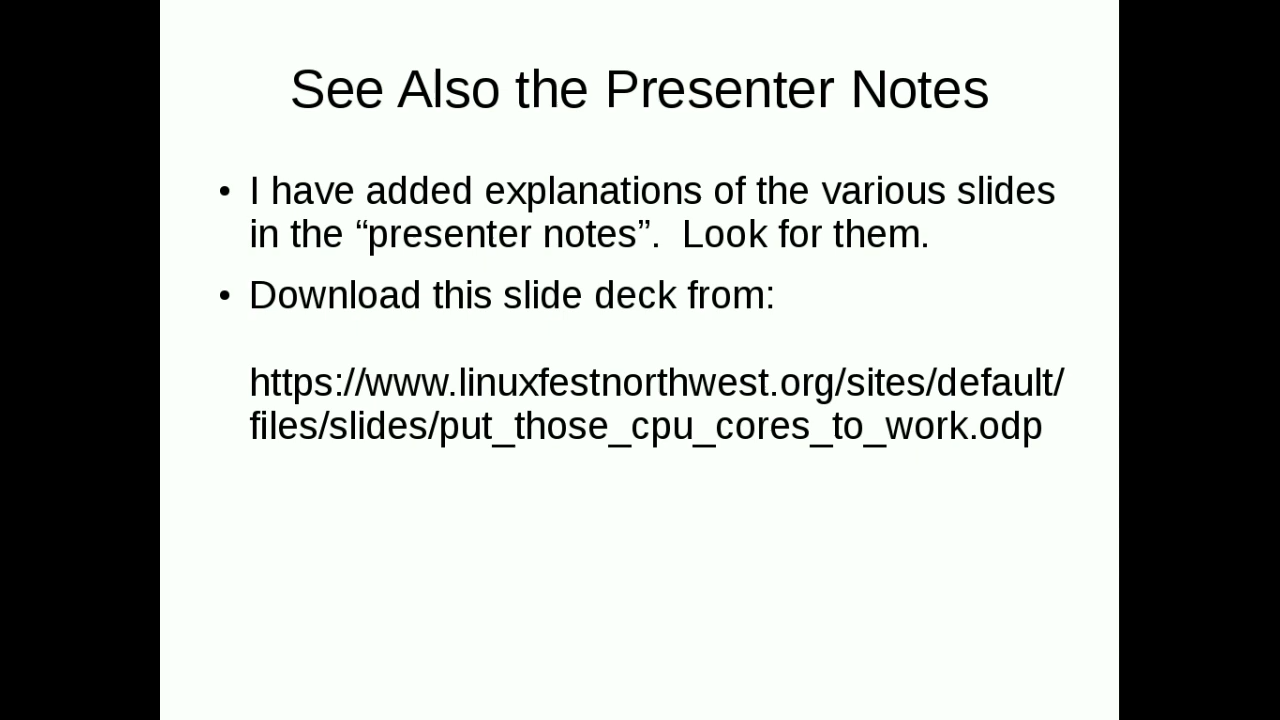 See Also the Presenter Notes
• I have added explanations of the various slides
in the “presenter notes”.  Look for them.
• Download this slide deck from:
https://www.linuxfestnorthwest.org/sites/default/
files/slides/put_those_cpu_cores_to_work.odp